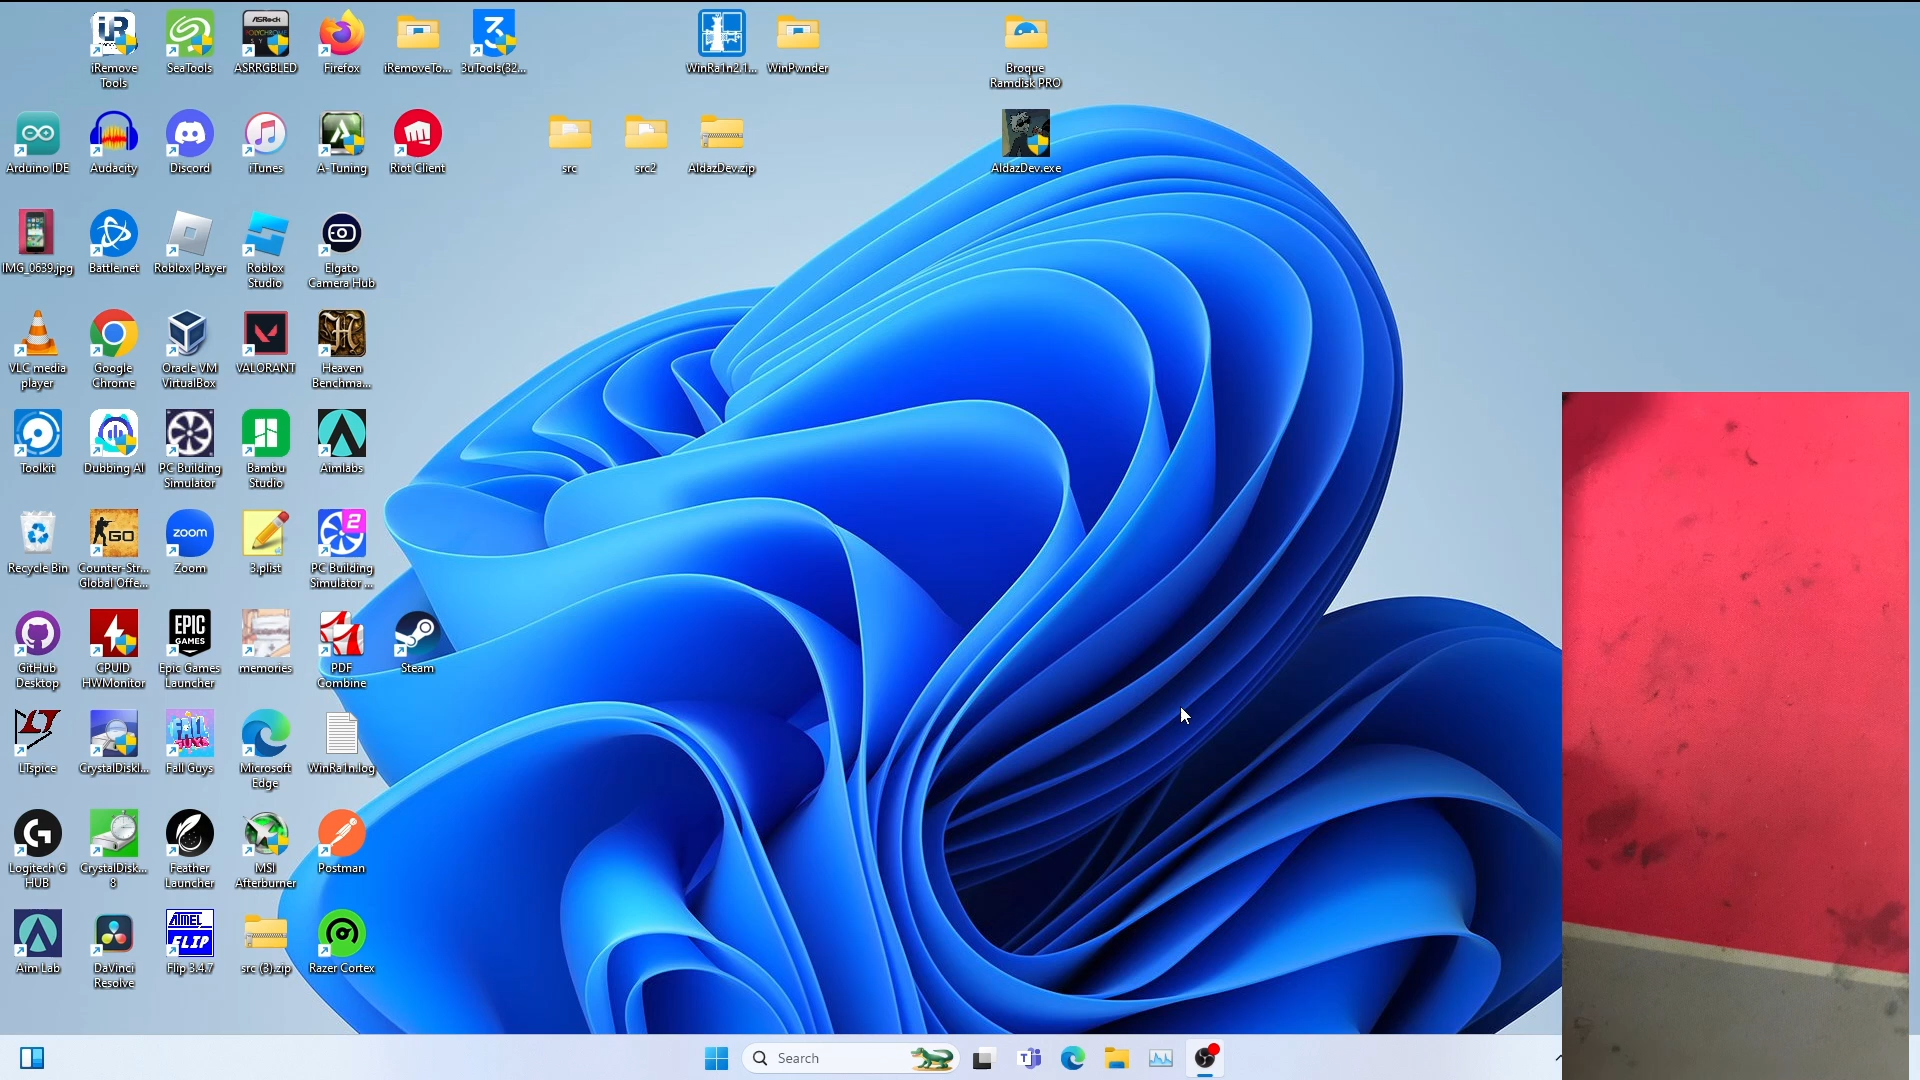 iRemove
Tools
SeaTools
ASRRGBLED
Firefox
iRemoveTo...
3uTools(32...
WinRa1n2.1...
WinPwnder
Broque
Ramdisk PRO
Arduino IDE
Audacity
Discord
iTunes
A-Tuning
Riot Client
src
src2
AldazDev.zip
AldazDev.exe
IMG_0639.jpg
Battle.net
Roblox Player
Roblox
Studio
Elgato
Camera Hub
VLC media
player
Google
Chrome
Oracle VM
VirtualBox
VALORANT
Heaven
Benchma...
Toolkit
Dubbing AI
PC Building
Simulator
Bambu
Studio
Aimlabs
Recycle Bin
Counter-Str...
Global Offe...
Zoom
3.plist
PC Building
Simulator ...
GitHub
Desktop
CPUID
HWMonitor
Epic Games
Launcher
memories
PDF
Combine
Steam
LTspice
CrystalDiskI...
Fall Guys
Microsoft
Edge
WinRa1n.log
Logitech G
HUB
CrystalDisk...
8
Feather
Launcher
MSI
Afterburner
Postman
Aim Lab
DaVinci
Resolve
Flip 3.4.7
src (3).zip
Razer Cortex
Search